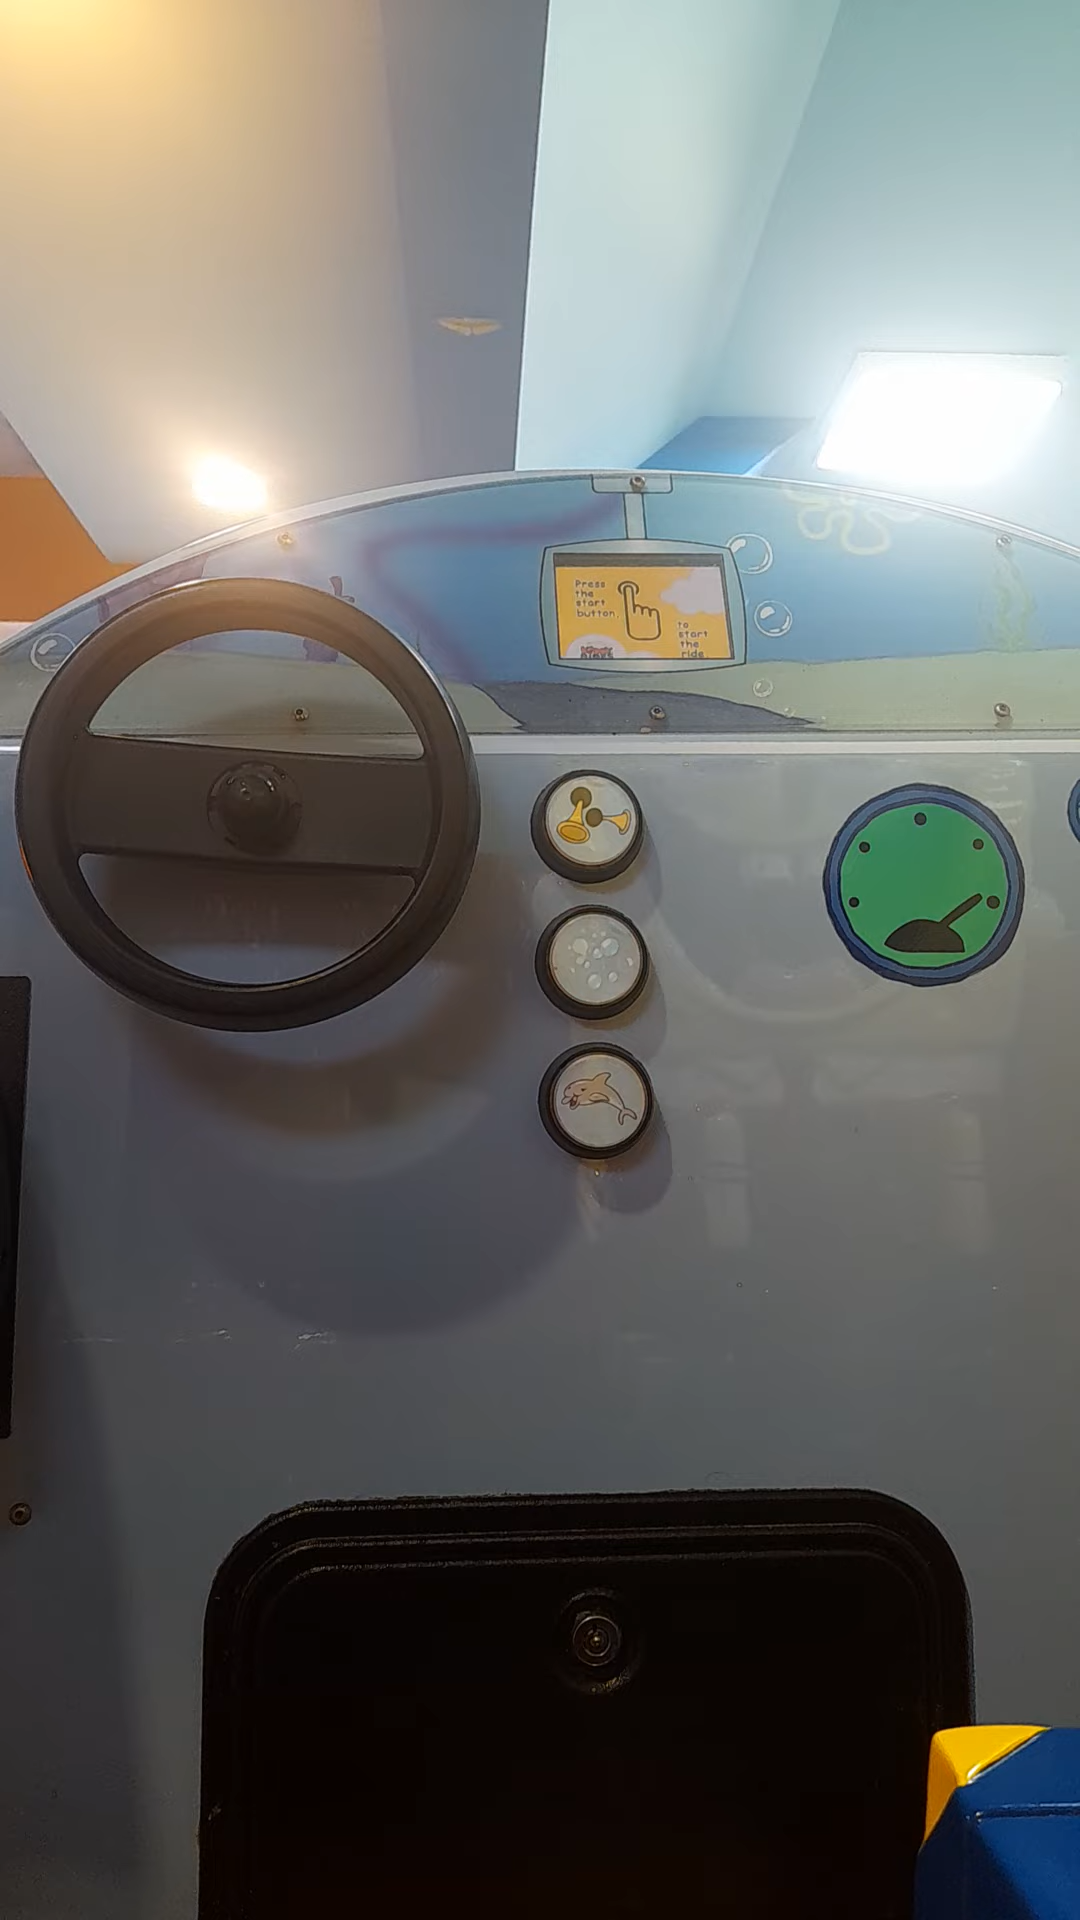 Press
the
start
button,
to
start
the
ride.